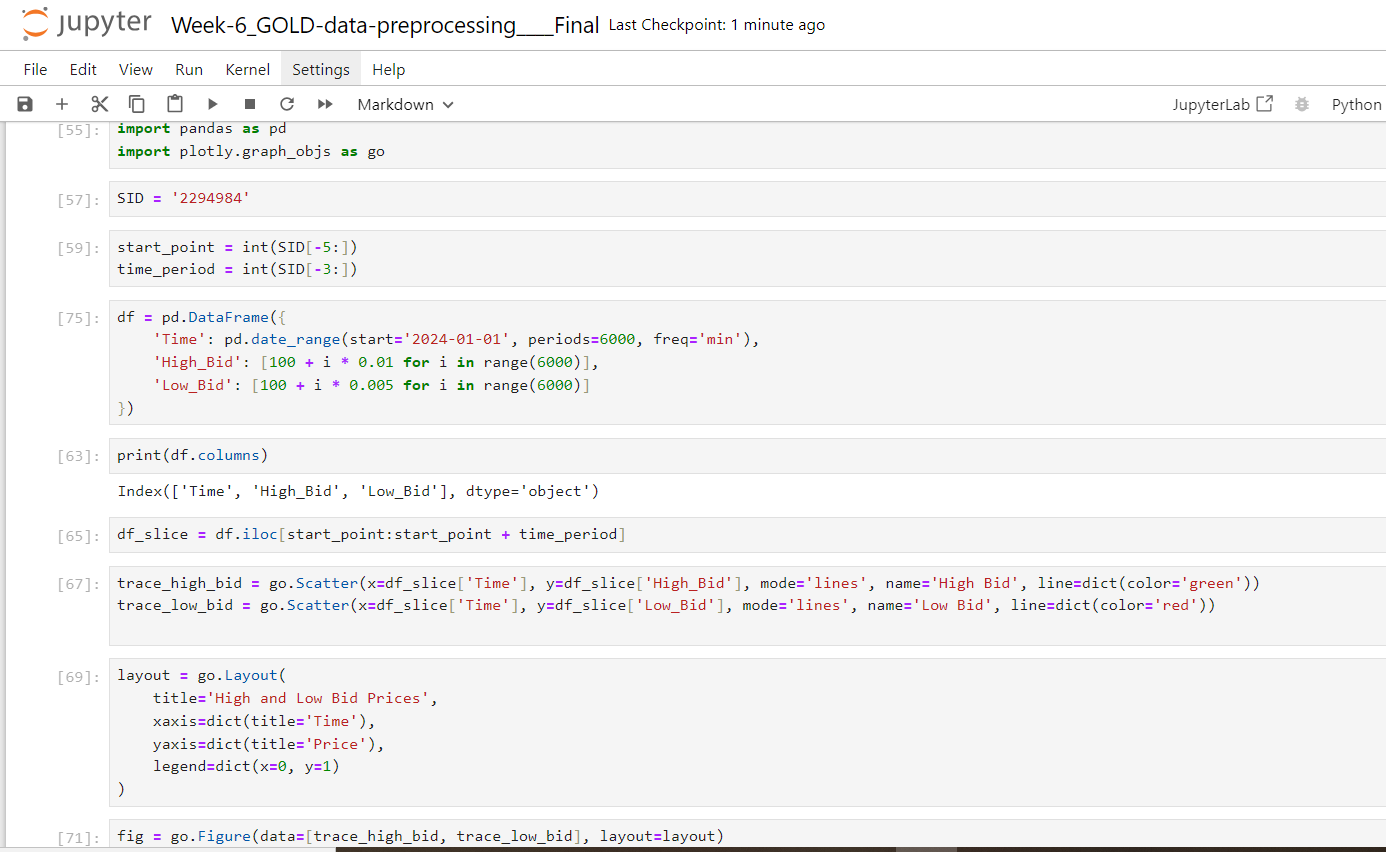 jupyter Week-6_GOLD-data-preprocessing____Final Last Checkpoint: 1 minute ago
File Edit View Run Kernel Settings Help
Markdown JupyterLab Python
[55]: import pandas as pd
import plotly.graph_objs as go
[57]: SID = '2294984'
[59]: start_point = int(SID[-5:])
time_period = int(SID[-3:])
[75]: df = pd.DataFrame({
    'Time': pd.date_range(start='2024-01-01', periods=6000, freq='min'),
    'High_Bid': [100 + i * 0.01 for i in range(6000)],
    'Low_Bid': [100 + i * 0.005 for i in range(6000)]
})
[63]: print(df.columns)
Index(['Time', 'High_Bid', 'Low_Bid'], dtype='object')
[65]: df_slice = df.iloc[start_point:start_point + time_period]
[67]: trace_high_bid = go.Scatter(x=df_slice['Time'], y=df_slice['High_Bid'], mode='lines', name='High Bid', line=dict(color='green'))
trace_low_bid = go.Scatter(x=df_slice['Time'], y=df_slice['Low_Bid'], mode='lines', name='Low Bid', line=dict(color='red'))
[69]: layout = go.Layout(
    title='High and Low Bid Prices',
    xaxis=dict(title='Time'),
    yaxis=dict(title='Price'),
    legend=dict(x=0, y=1)
)
[71]: fig = go.Figure(data=[trace_high_bid, trace_low_bid], layout=layout)